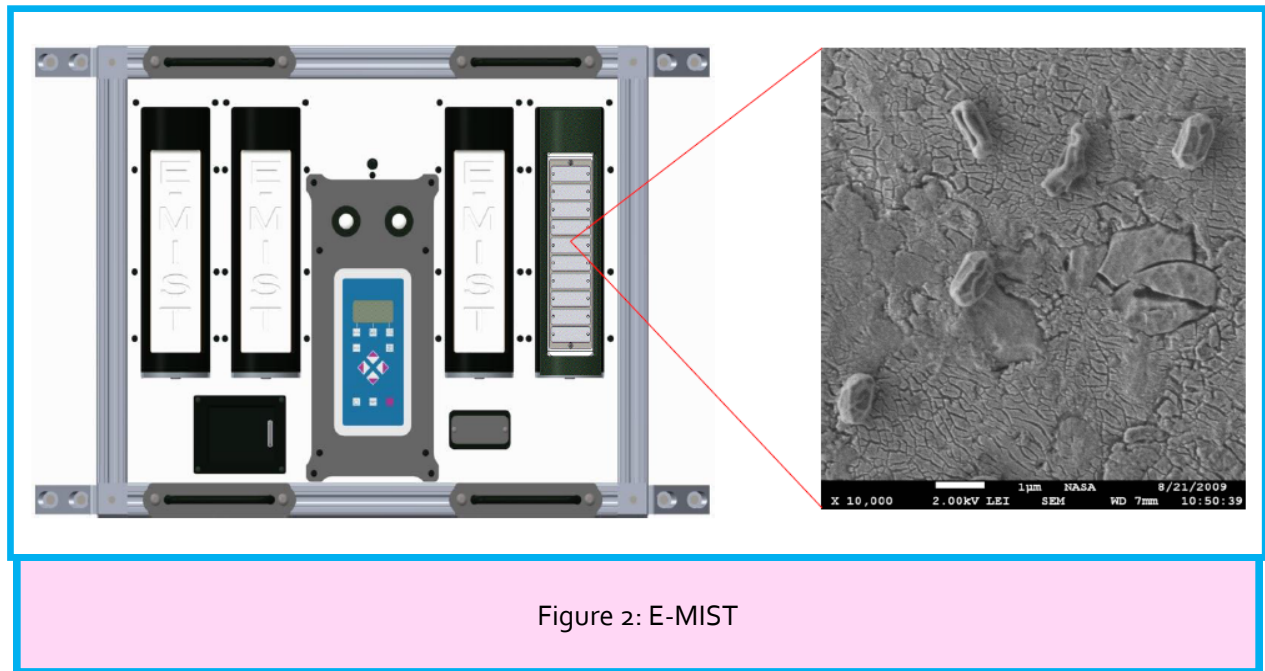 E-MIST
E-MIST
E-MIST
1µm NASA 8/21/2009
X 10,000 2.00kV LEI SEM WD 7mm 10:50:39
Figure 2: E-MIST